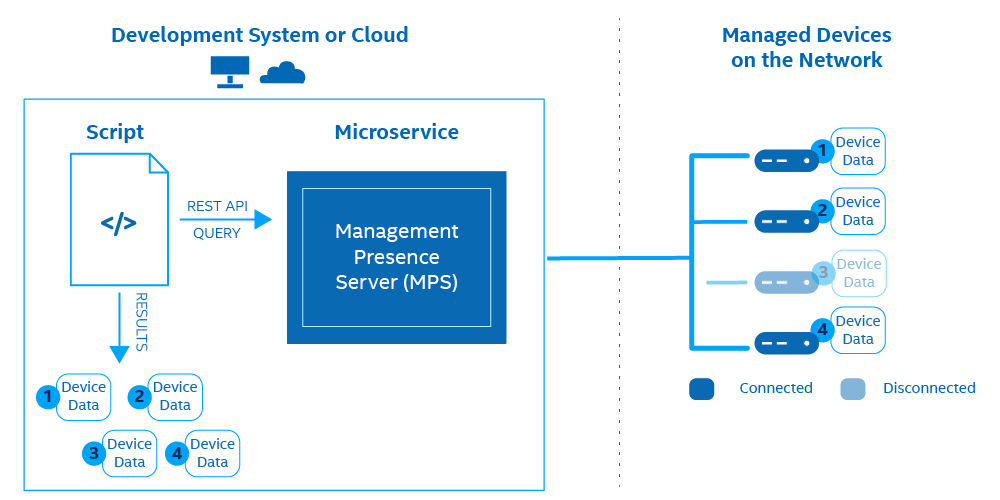 Development System or Cloud
Managed Devices
on the Network
Script
Microservice
</>
REST API
QUERY
Management
Presence
Server (MPS)
RESULTS
1
Device
Data
2
Device
Data
3
Device
Data
4
Device
Data
1
Device
Data
2
Device
Data
3
Device
Data
4
Device
Data
Connected
Disconnected